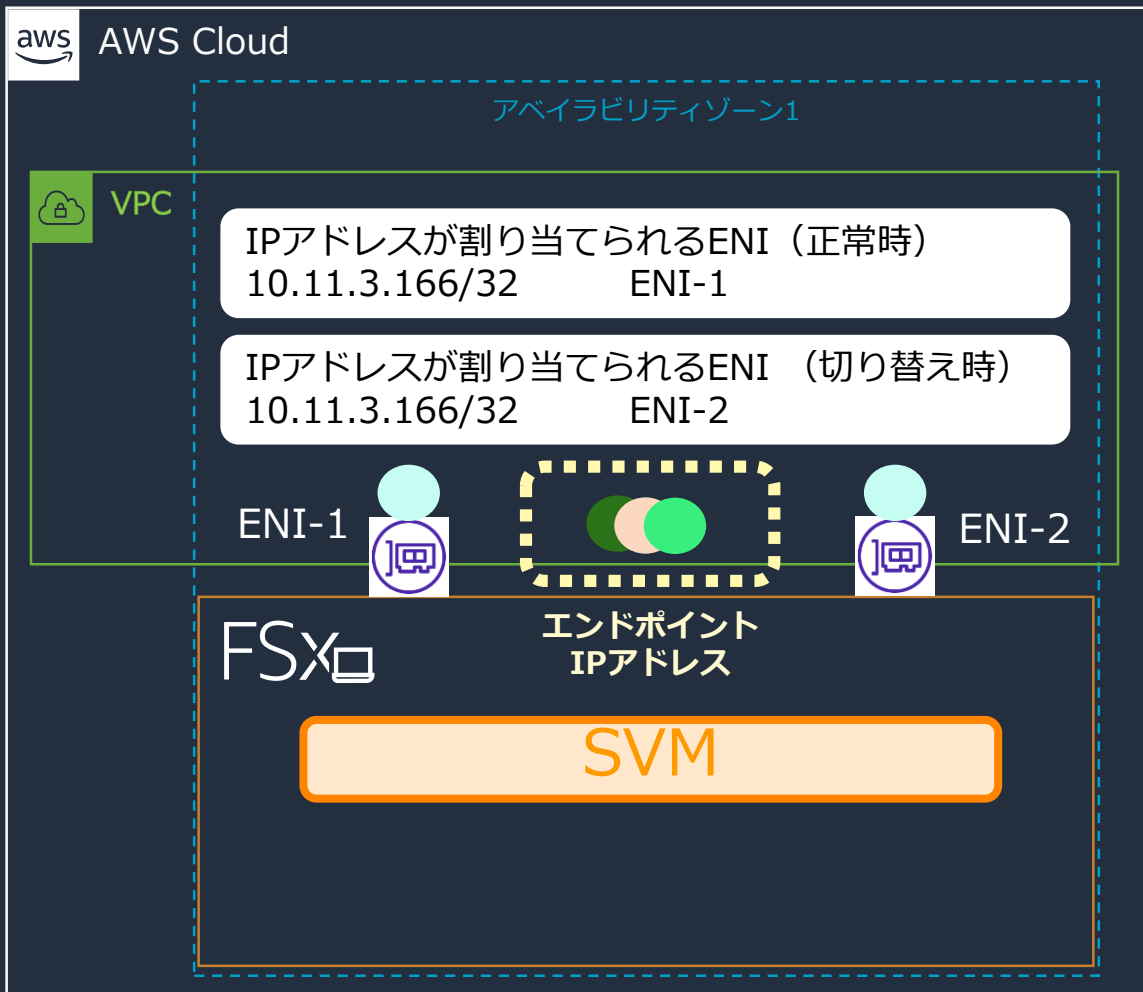 aws
AWS Cloud
アベイラビリティゾーン1
VPC
IPアドレスが割り当てられるENI（正常時）
10.11.3.166/32 ENI-1
IPアドレスが割り当てられるENI （切り替え時）
10.11.3.166/32 ENI-2
ENI-1
ENI-2
エンドポイント
IPアドレス
FSx
SVM